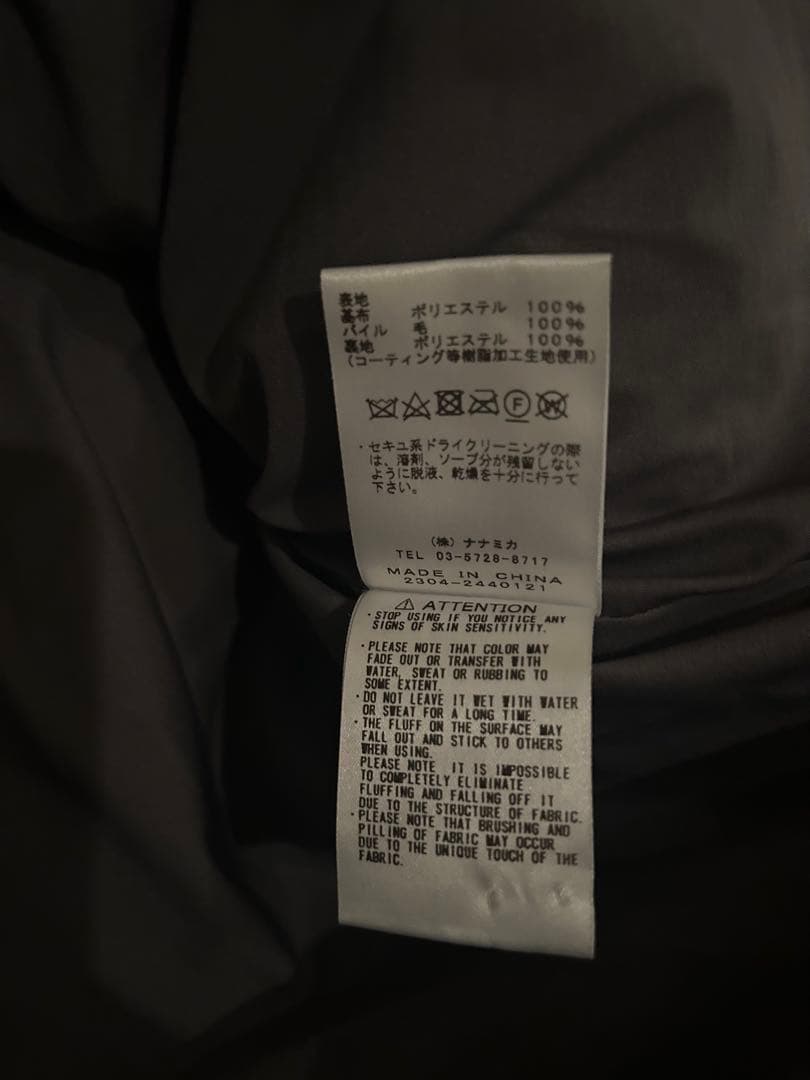 表地
基布 ポリエステル 100%
パイル 毛 100%
裏地 ポリエステル 100%
(コーティング等樹脂加工生地使用)
F
W
・セキユ系ドライクリーニングの際
は、溶剤、ソープ分が残留しない
ように脱液、乾燥を十分に行って
下さい。
(株) ナナミカ
TEL 03-5728-8717
MADE IN CHINA
2304-2440121
⚠ ATTENTION
・STOP USING IF YOU NOTICE ANY
SIGNS OF SKIN SENSITIVITY.
・PLEASE NOTE THAT COLOR MAY
FADE OUT OR TRANSFER WITH
WATER, SWEAT OR RUBBING TO
SOME EXTENT.
・DO NOT LEAVE IT WET WITH WATER
OR SWEAT FOR A LONG TIME.
・THE FLUFF ON THE SURFACE MAY
FALL OUT AND STICK TO OTHERS
WHEN USING.
PLEASE NOTE IT IS IMPOSSIBLE
TO COMPLETELY ELIMINATE
FLUFFING AND FALLING OFF IT
DUE TO THE STRUCTURE OF FABRIC.
・PLEASE NOTE THAT BRUSHING AND
PILLING OF FABRIC MAY OCCUR
DUE TO THE UNIQUE TOUCH OF THE
FABRIC.